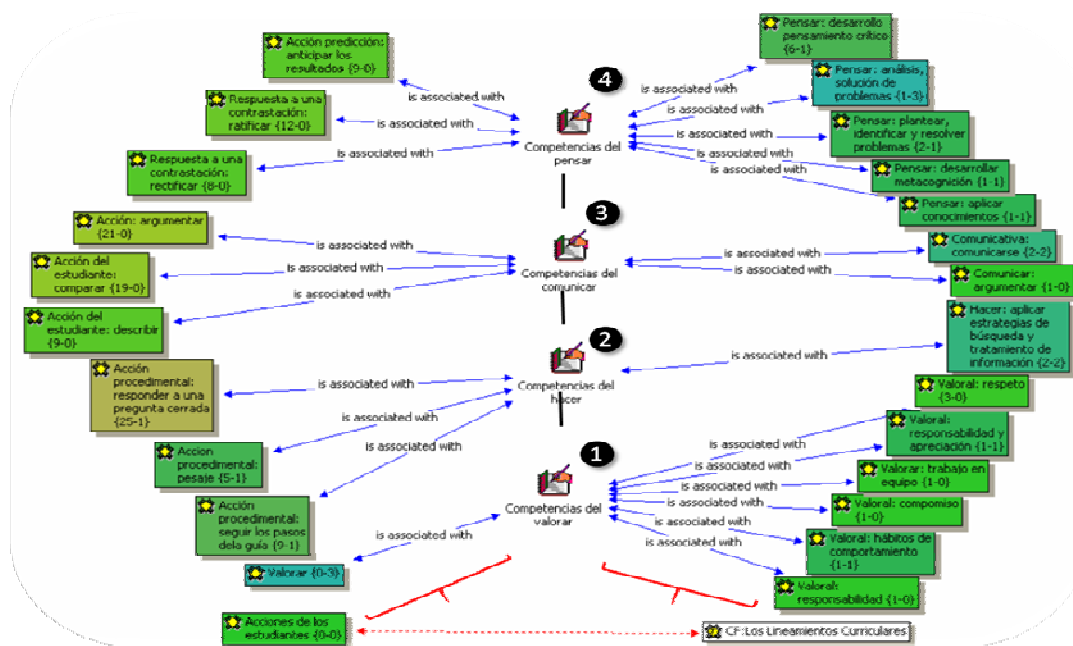 Acción predicción:
anticipar los
resultados {9-0}
is associated with
Respuesta a una
contrastación:
ratificar {12-0}
is associated with
Respuesta a una
contrastación:
rectificar {8-0}
is associated with
4
Competencias del
pensar
Pensar: desarrollo
pensamiento crítico
{6-1}
is associated with
Pensar: análisis,
solución de
problemas {1-3}
is associated with
Pensar: plantear,
identificar y resolver
problemas {2-1}
is associated with
Pensar: desarrollar
metacognición {1-1}
is associated with
Pensar: aplicar
conocimientos {1-1}
is associated with
Acción: argumentar
{21-0}
is associated with
Acción del
estudiante:
comparar {19-0}
is associated with
Acción del
estudiante: describir
{9-0}
is associated with
3
Competencias del
comunicar
Comunicativa:
comunicarse {2-2}
is associated with
Comunicar:
argumentar {1-0}
is associated with
Acción
procedimental:
responder a una
pregunta cerrada
{25-1}
is associated with
Accion
procedimental:
pesaje {5-1}
is associated with
Acción
procedimental:
seguir los pasos
dela guía {9-1}
is associated with
2
Competencias del
hacer
Hacer: aplicar
estrategias de
búsqueda y
tratamiento de
información {2-2}
is associated with
Valorar {0-3}
is associated with
1
Competencias del
valorar
Valoral: respeto
{3-0}
is associated with
Valoral:
responsabilidad y
apreciación {1-1}
is associated with
Valorar: trabajo en
equipo {1-0}
is associated with
Valoral: compomiso
{1-0}
is associated with
Valoral: hábitos de
comportamiento
{1-1}
is associated with
Valoral:
responsabilidad {1-0}
is associated with
Acciones de los
estudiantes {0-0}
CF:Los Lineamientos Curriculares